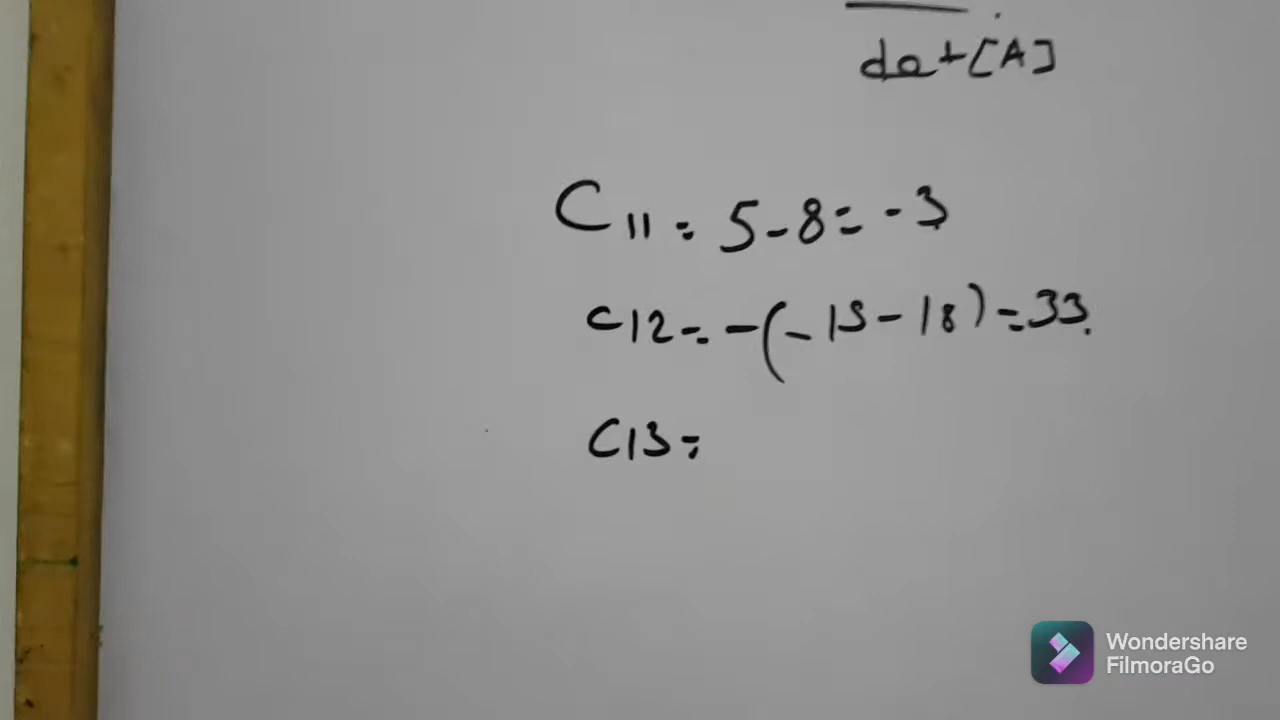 det[A]
C11 = 5-8 = -3
C12 = -(-15-18) = 33.
C13 =
Wondershare
FilmoraGo